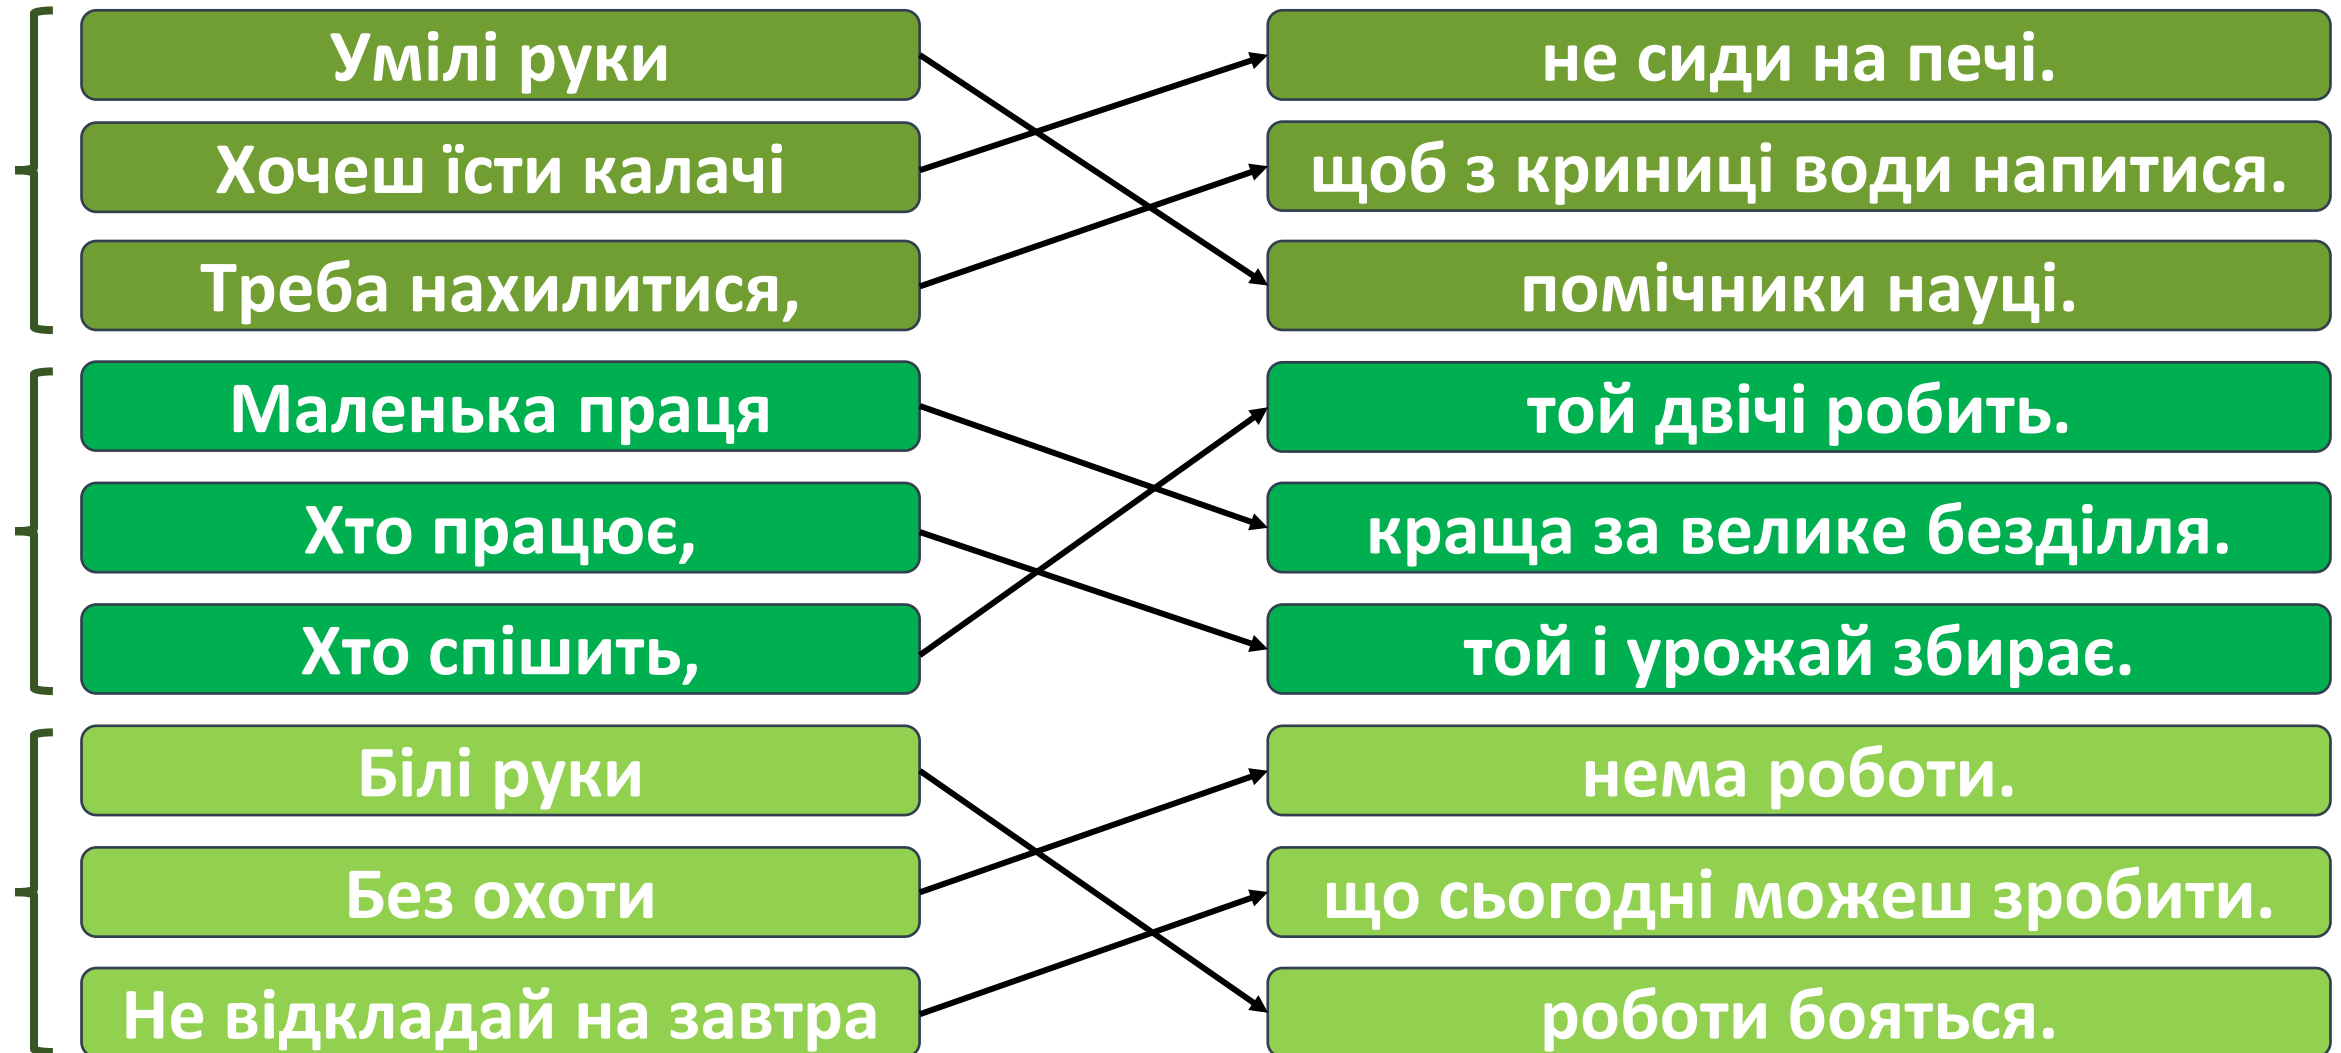 Умілі руки
не сиди на печі.
Хочеш їсти калачі
щоб з криниці води напитися.
Треба нахилитися,
помічники науці.
Маленька праця
той двічі робить.
Хто працює,
краща за велике безділля.
Хто спішить,
той і урожай збирає.
Білі руки
нема роботи.
Без охоти
що сьогодні можеш зробити.
Не відкладай на завтра
роботи бояться.